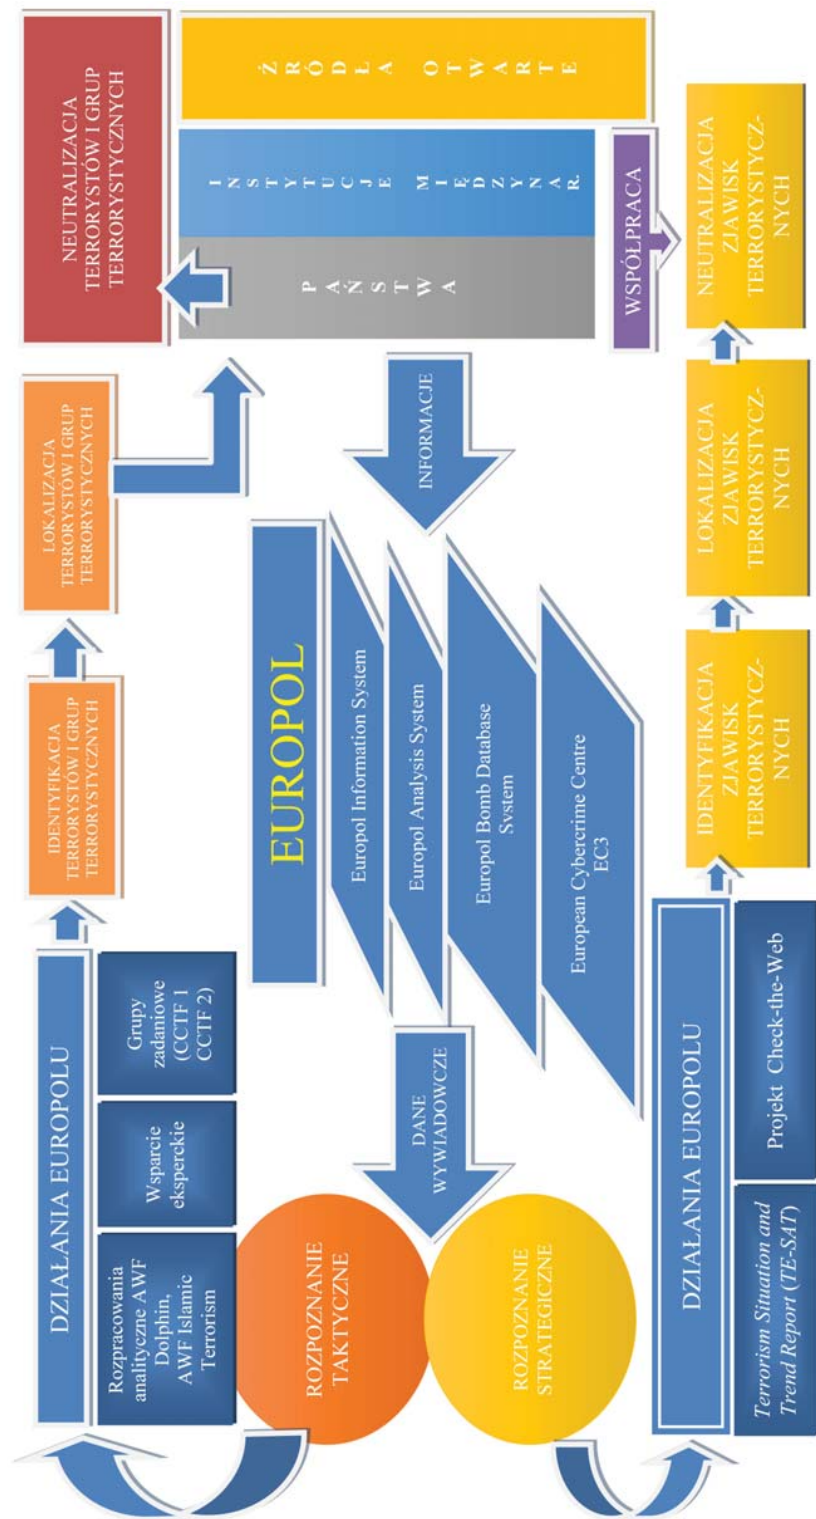 DZIAŁANIA EUROPOLU
Rozpracowania
analityczne AWF
Dolphin,
AWF Islamic
Terrorism
Wsparcie
eksperckie
Grupy
zadaniowe
(CCTF 1
CCTF 2)
IDENTYFIKACJA
TERRORYSTÓW I GRUP
TERRORYSTYCZNYCH
LOKALIZACJA
TERRORYSTÓW I GRUP
TERRORYSTYCZNYCH
NEUTRALIZACJA
TERRORYSTÓW I GRUP
TERRORYSTYCZNYCH
ROZPOZNANIE
TAKTYCZNE
ROZPOZNANIE
STRATEGICZNE
DANE
WYWIADOWCZE
EUROPOL
Europol Information System
Europol Analysis System
Europol Bomb Database
System
European Cybercrime Centre
EC3
INFORMACJE
PAŃSTWA
INSTYTUCJE MIĘDZYNAR.
ŹRÓDŁA OTWARTE
WSPÓŁPRACA
DZIAŁANIA EUROPOLU
Terrorism Situation and
Trend Report (TE-SAT)
Projekt Check-the-Web
IDENTYFIKACJA
ZJAWISK
TERRORYSTYCZ-
NYCH
LOKALIZACJA
ZJAWISK
TERRORYSTYCZ-
NYCH
NEUTRALIZACJA
ZJAWISK
TERRORYSTYCZ-
NYCH